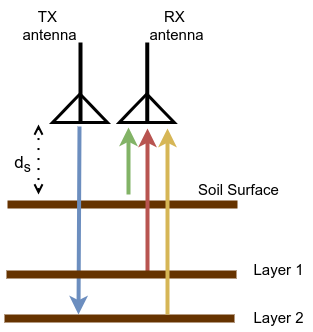 TX
antenna
RX
antenna
ds
Soil Surface
Layer 1
Layer 2